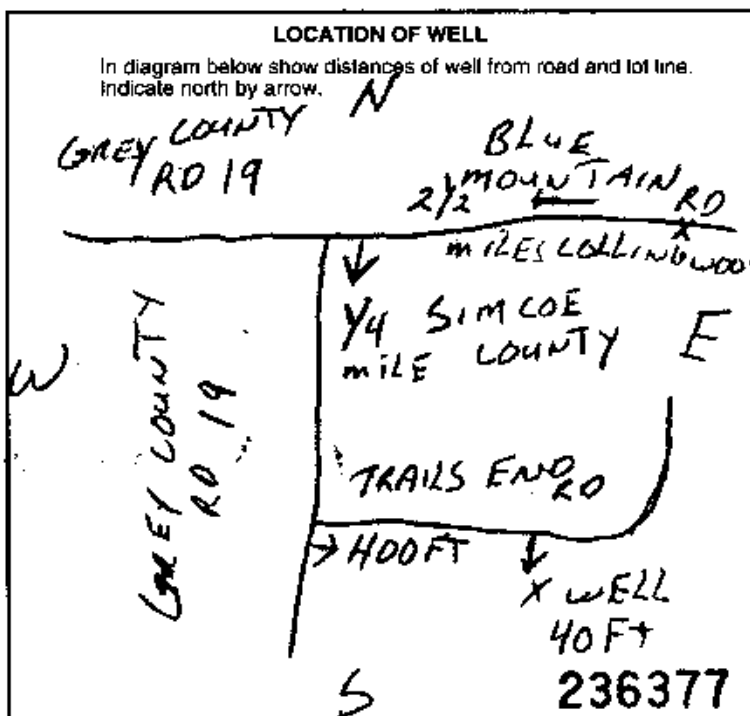 LOCATION OF WELL
In diagram below show distances of well from road and lot line.
Indicate north by arrow.
N
GREY COUNTY
RD 19
BLUE
MOUNTAIN RD
2 1/2
miLES COLLINGWOOD
1/4 SIMCOE
miLE COUNTY
E
W
GREY COUNTY
RD 19
TRAILS END
RD
400 FT
X WELL
40 FT
S
236377